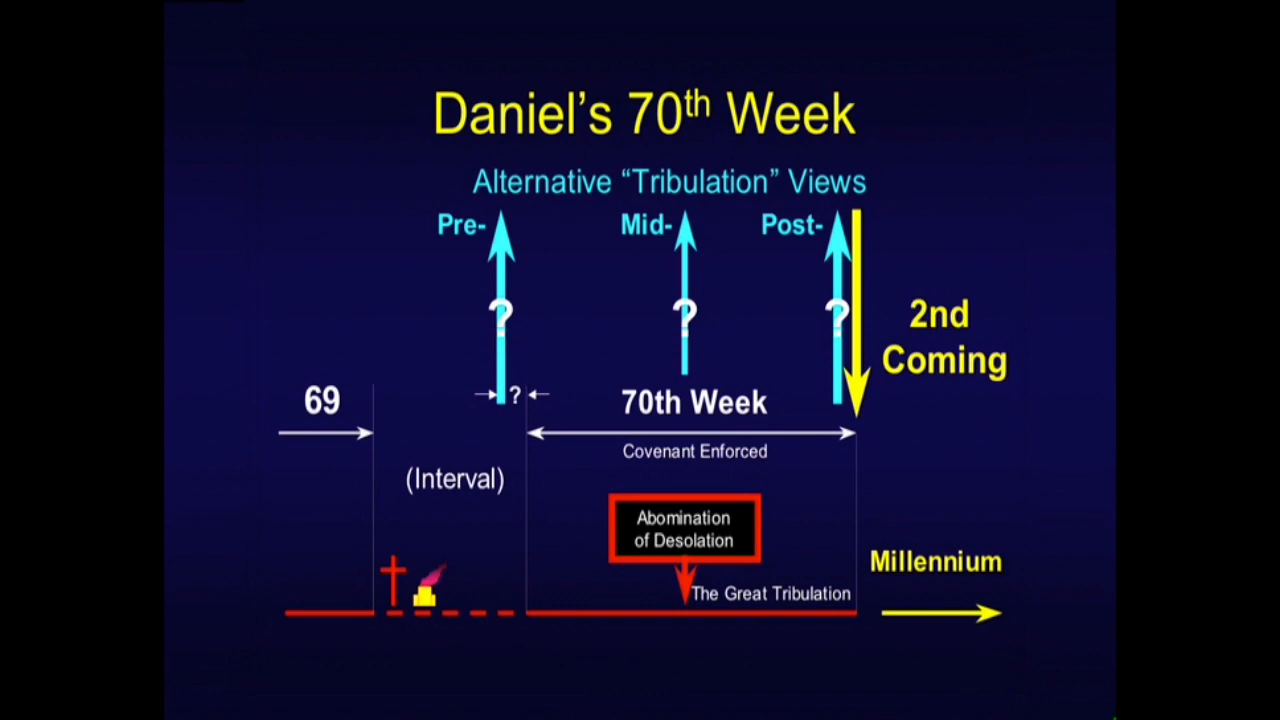 Daniel’s 70th Week
Alternative “Tribulation” Views
Pre-
Mid-
Post-
?
?
?
2nd
Coming
69
?
70th Week
Covenant Enforced
(Interval)
Abomination
of Desolation
The Great Tribulation
Millennium